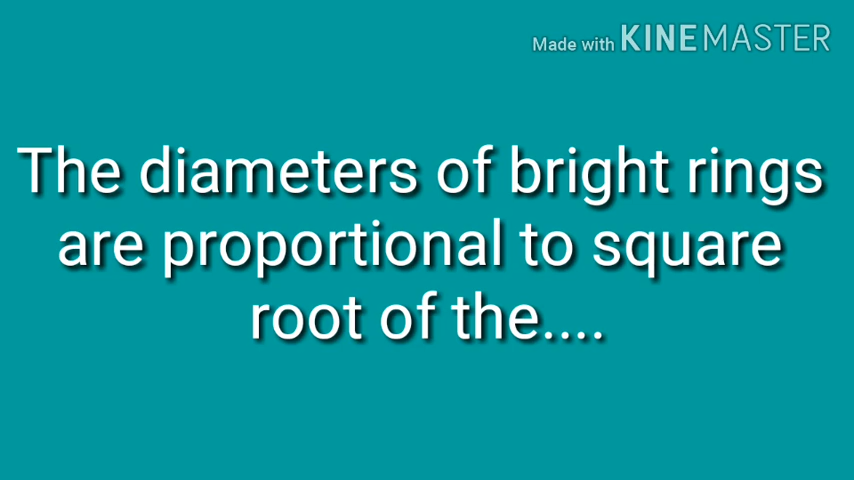 Made with KINEMASTER
The diameters of bright rings
are proportional to square
root of the....